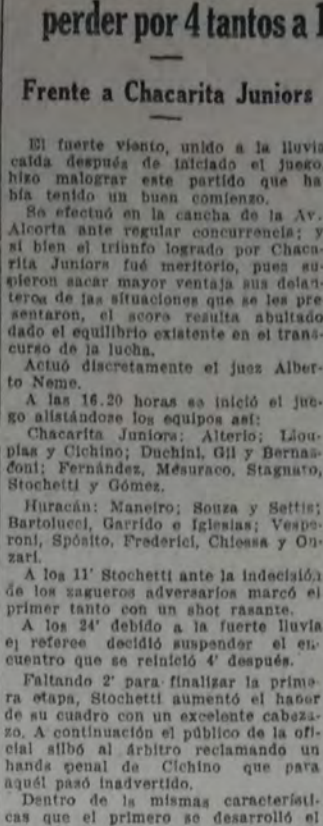 perder por 4 tantos a 1
Frente a Chacarita Juniors
El fuerte viento, unido a la lluvia
caída después de iniciado el juego
hizo malograr este partido que ha
bía tenido un buen comienzo.
Se efectuó en la cancha de la Av.
Alcorta ante regular concurrencia; y
si bien el triunfo logrado por Chaca-
rita Juniors fué meritorio, pues su-
pieron sacar mayor ventaja sus delan-
teros de las situaciones que se les pre
sentaron, el score resulta abultado
dado el equilibrio existente en el trans-
curso de la lucha.
Actuó discretamente el juez Alber-
to Neme.
A las 16.20 horas se inició el jue-
go alistándose los equipos así:
Chacarita Juniors: Alterio; Llou-
pias y Cichino; Duchini, Gil y Bernas-
doni; Fernández, Mesuraco, Stagnaro,
Stochetti y Gómez.
Huracán: Maneiro; Souza y Settis;
Bartolucci, Garrido e Iglesias; Vespe-
roni, Spósito, Frederici, Chiessa y On-
zari.
A los 11' Stochetti ante la indecisión
de los zagueros adversarios marcó el
primer tanto con un shot rasante.
A los 24' debido a la fuerte lluvia
el referee decidió suspender el en-
cuentro que se reinició 4' después.
Faltando 2' para finalizar la prime-
ra etapa, Stochetti aumentó el haber
de su cuadro con un excelente cabeza-
zo. A continuación el público de la ofi-
cial silbó al árbitro reclamando un
hands penal de Cichino que para
aquél pasó inadvertido.
Dentro de la mismas característi-
cas que el primero se desarrolló el